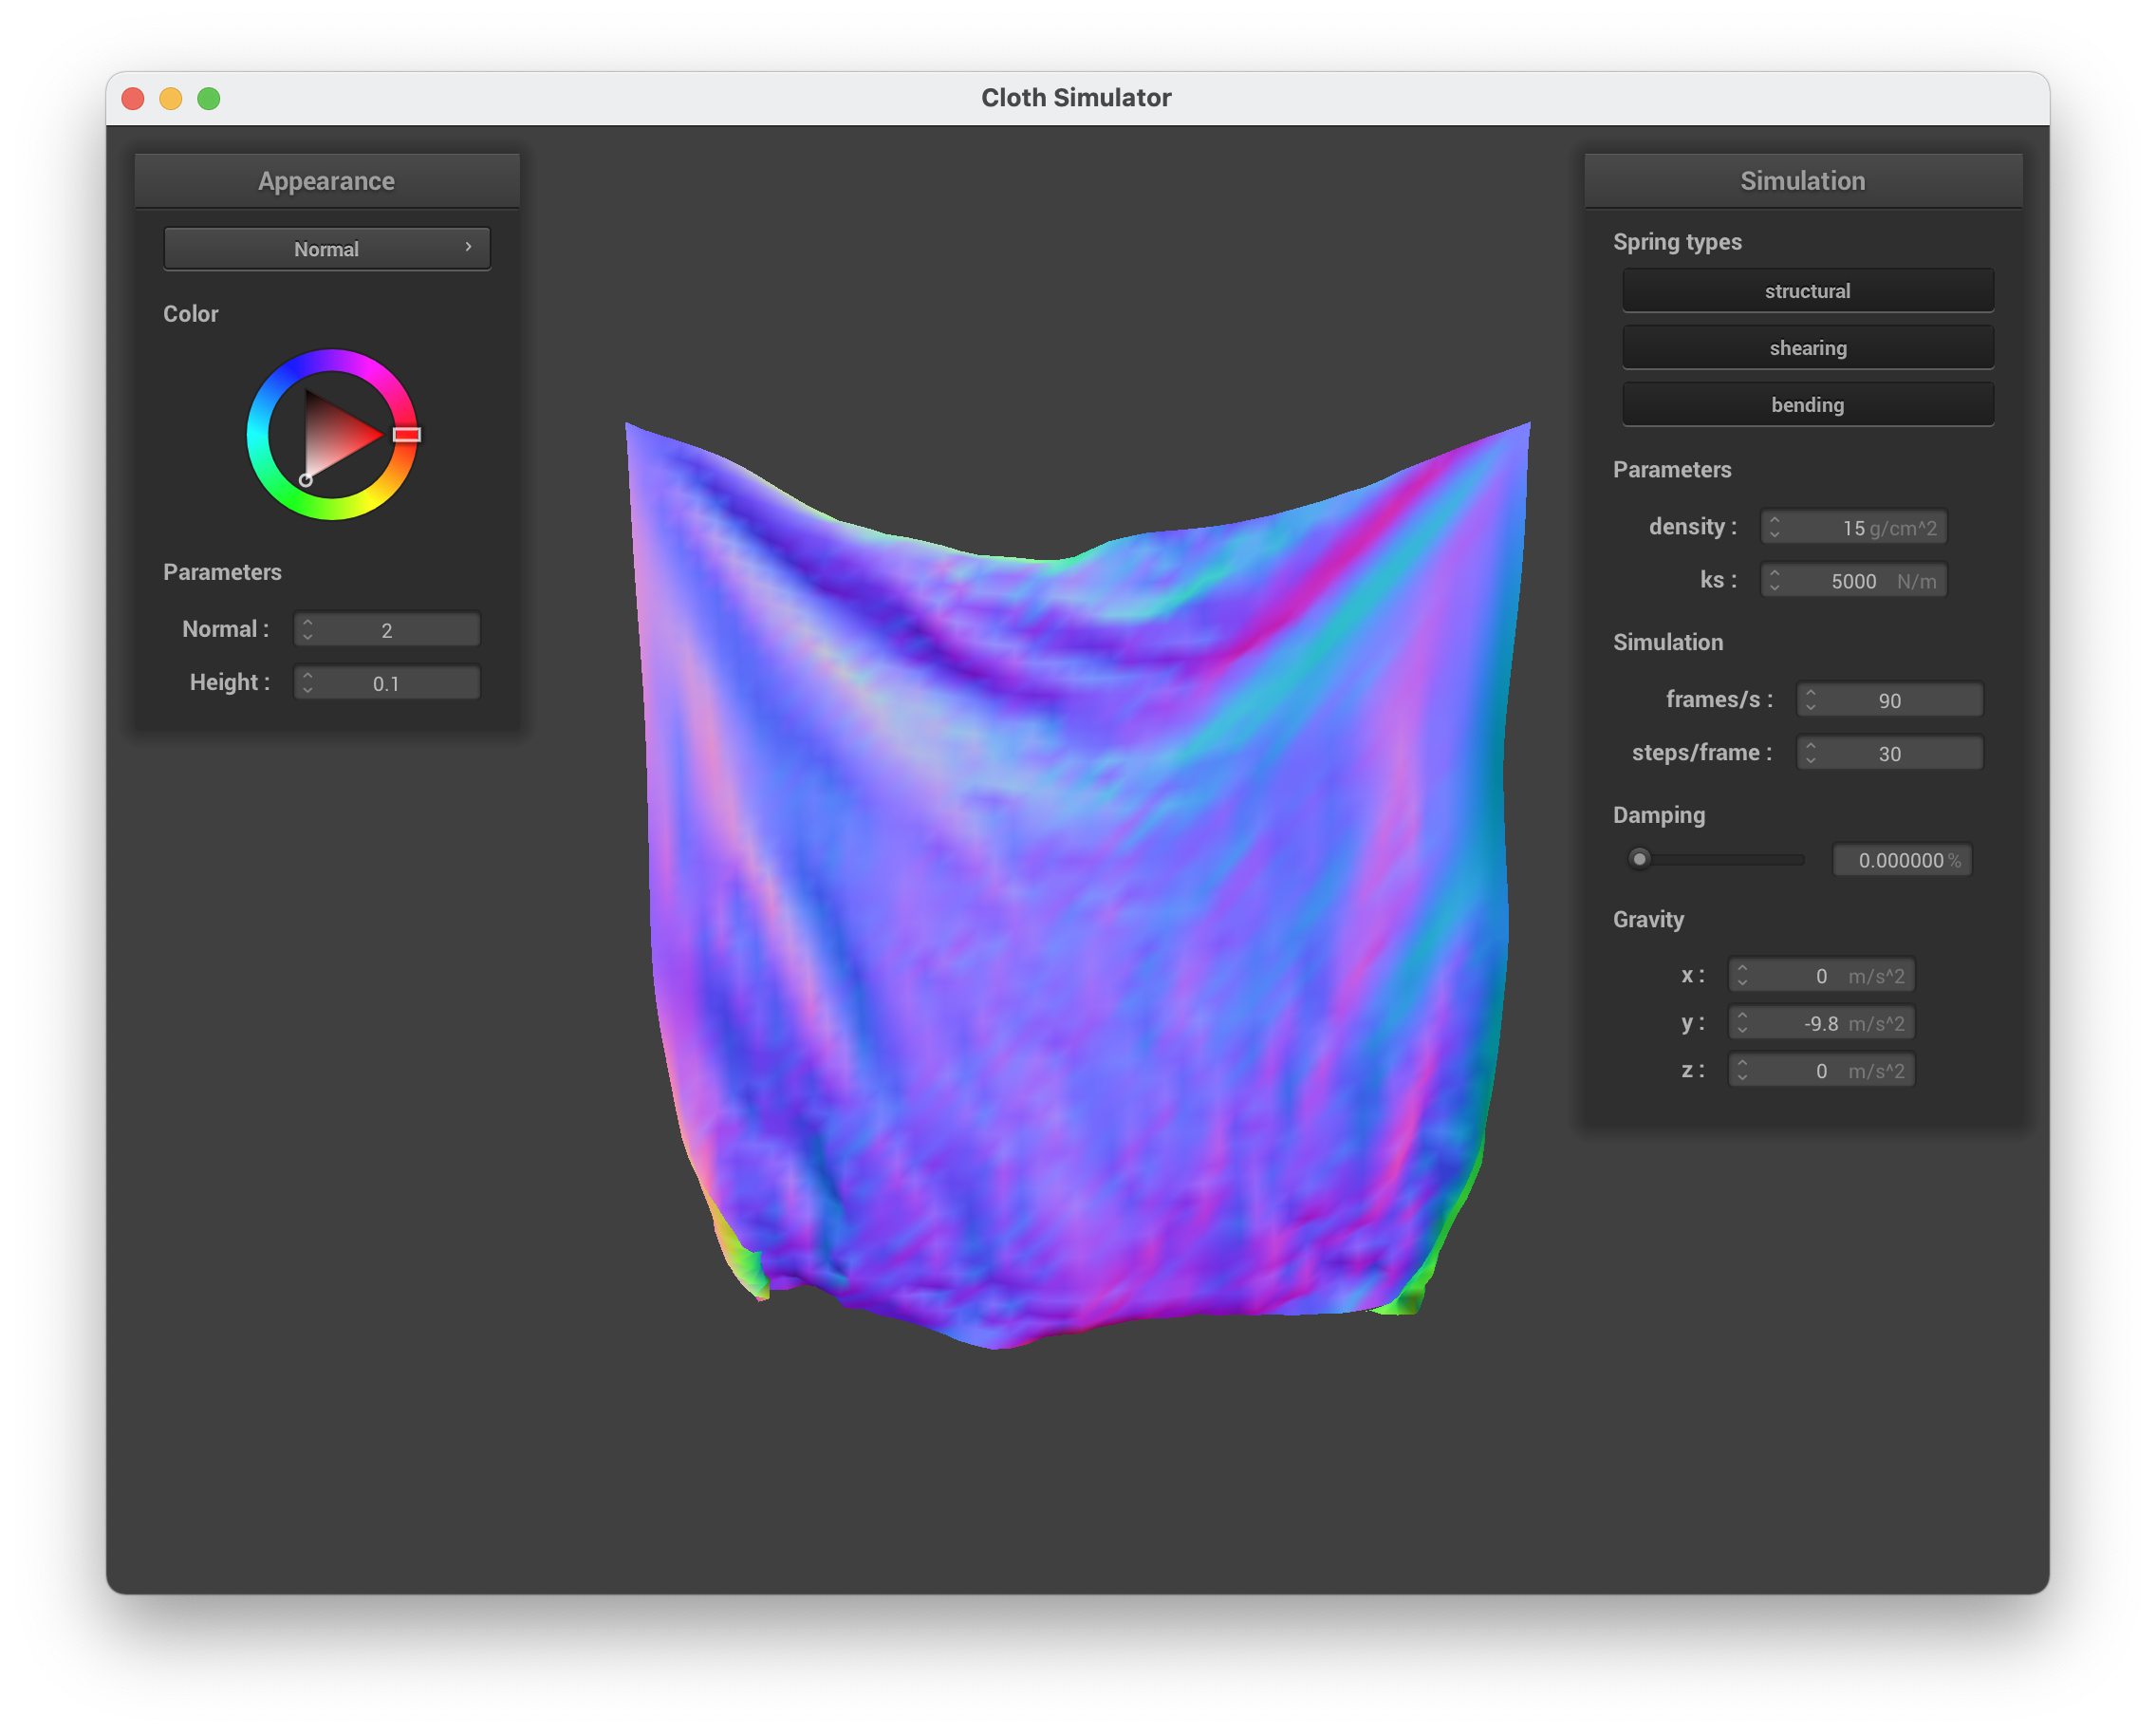 Cloth Simulator
Appearance
Normal
Color
Parameters
Normal : 2
Height : 0.1
Simulation
Spring types
structural
shearing
bending
Parameters
density : 15 g/cm^2
ks : 5000 N/m
Simulation
frames/s : 90
steps/frame : 30
Damping
0.000000 %
Gravity
x : 0 m/s^2
y : -9.8 m/s^2
z : 0 m/s^2